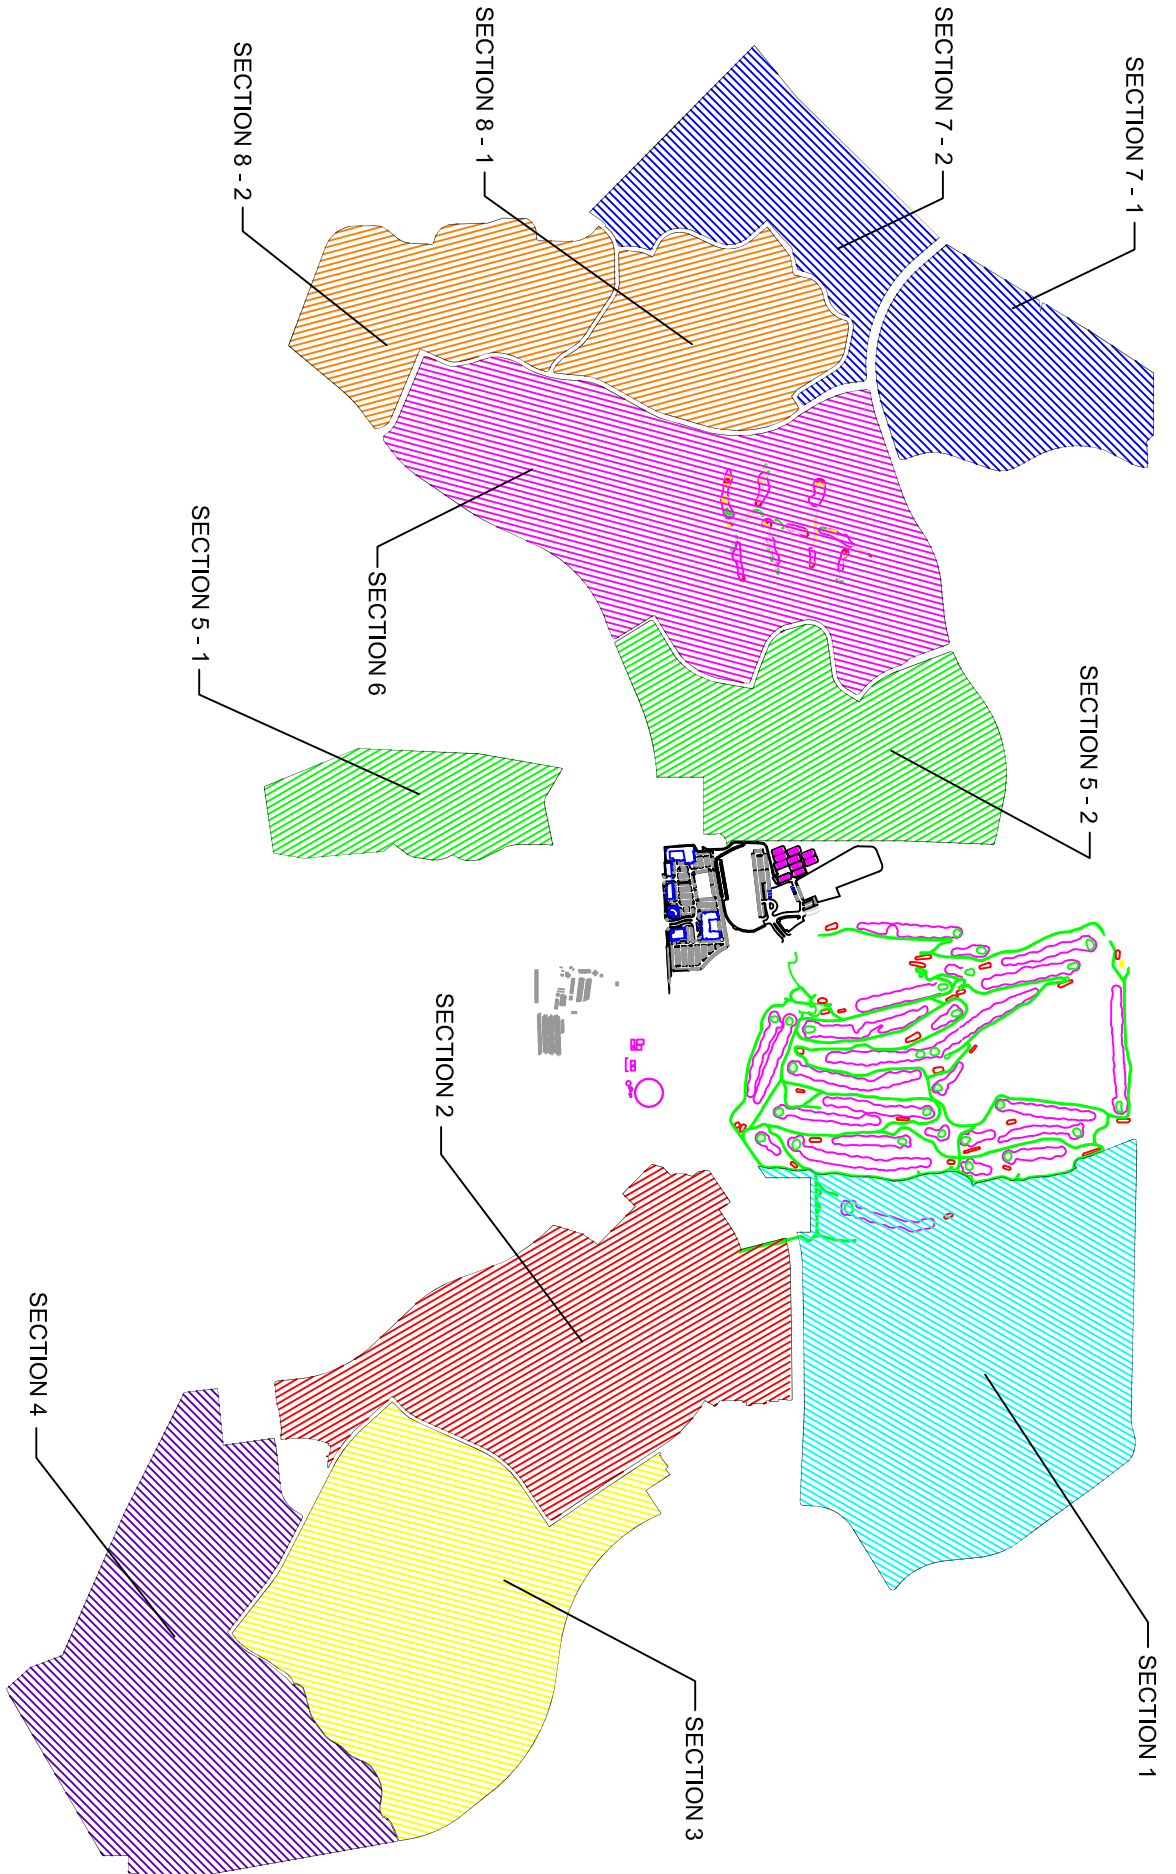 SECTION 7 - 1
SECTION 7 - 2
SECTION 8 - 1
SECTION 8 - 2
SECTION 5 - 1
SECTION 6
SECTION 5 - 2
SECTION 2
SECTION 4
SECTION 1
SECTION 3